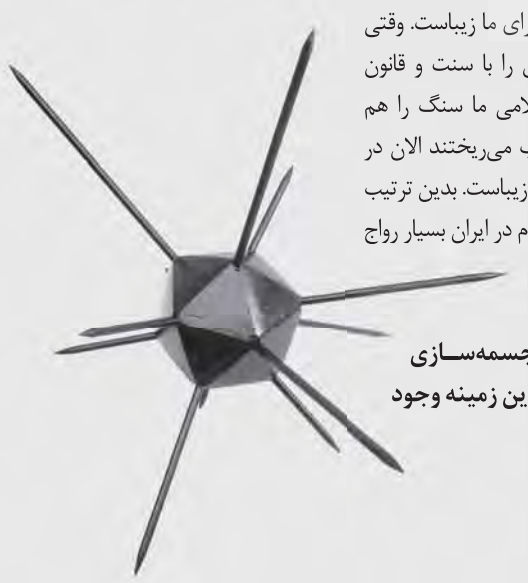 رای ما زیباست. وقتی
را با سنت و قانون
لامی ما سنگ را هم
می‌ریختند الان در
زیباست. بدین ترتیب
م در ایران بسیار رواج
جسمه‌ســازی
ین زمینه وجود